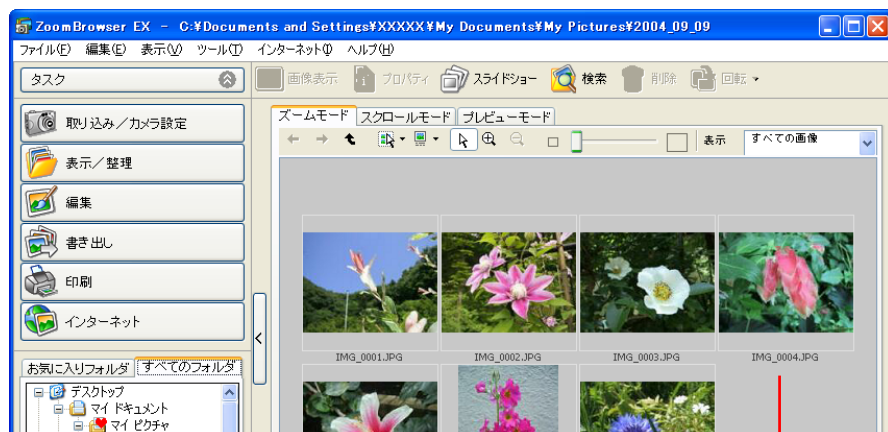 ZoomBrowser EX - C:¥Documents and Settings¥XXXXX¥My Documents¥My Pictures¥2004_09_09
ファイル(F) 編集(E) 表示(V) ツール(T) インターネット(I) ヘルプ(H)
タスク
画像表示 プロパティ スライドショー 検索 削除 回転
取り込み／カメラ設定
表示／整理
編集
書き出し
印刷
インターネット
ズームモード スクロールモード プレビューモード
表示 すべての画像
IMG_0001.JPG IMG_0002.JPG IMG_0003.JPG IMG_0004.JPG
お気に入りフォルダ すべてのフォルダ
デスクトップ
マイ ドキュメント
マイ ピクチャ